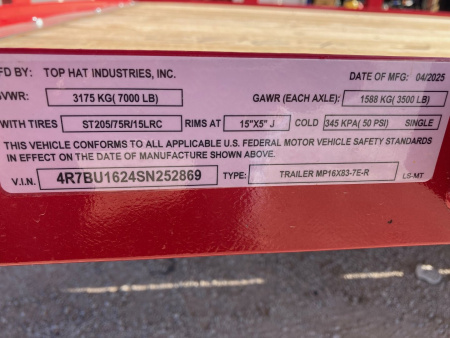 MFD BY: TOP HAT INDUSTRIES, INC. DATE OF MFG: 04/2025
GVWR: 3175 KG( 7000 LB) GAWR (EACH AXLE): 1588 KG( 3500 LB)
WITH TIRES ST205/75R/15LRC RIMS AT 15"X5" J COLD 345 KPA( 50 PSI) SINGLE
THIS VEHICLE CONFORMS TO ALL APPLICABLE U.S. FEDERAL MOTOR VEHICLE SAFETY STANDARDS
IN EFFECT ON THE DATE OF MANUFACTURE SHOWN ABOVE.
V.I.N. 4R7BU1624SN252869 TYPE: TRAILER MP16X83-7E-R LS-MT